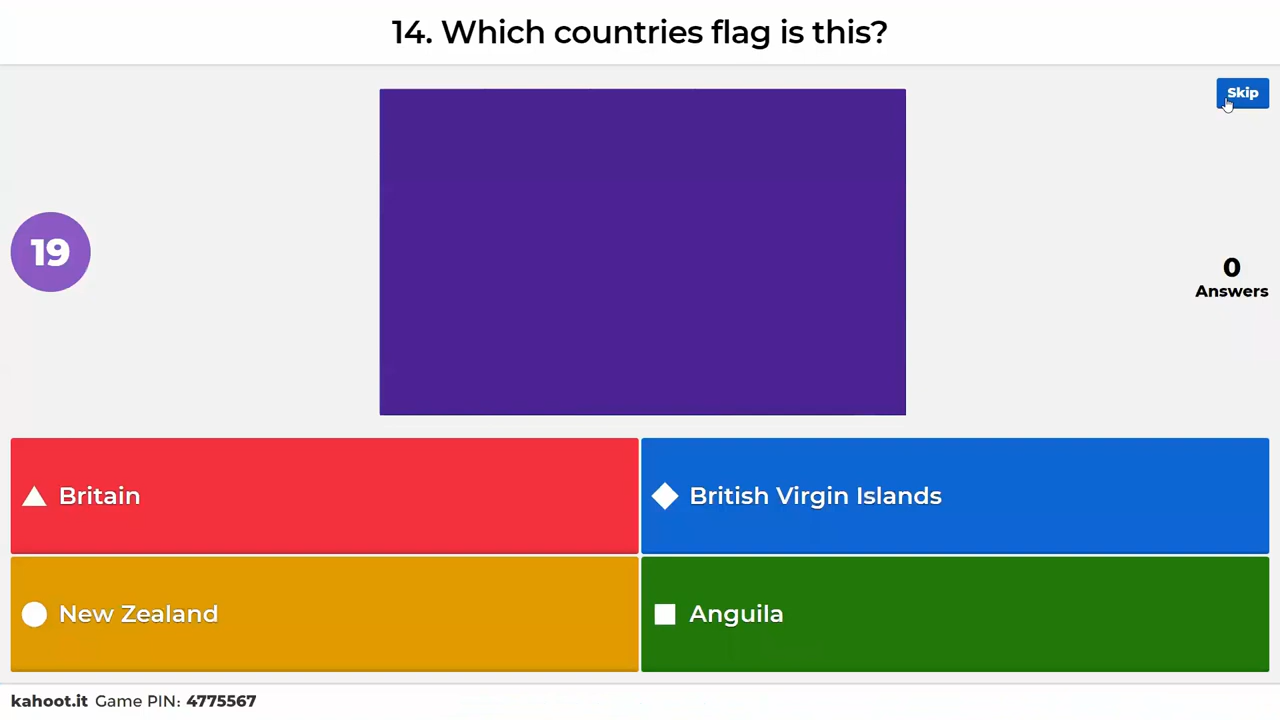 14. Which countries flag is this?
Skip
19
0
Answers
Britain
British Virgin Islands
New Zealand
Anguila
kahoot.it Game PIN: 4775567